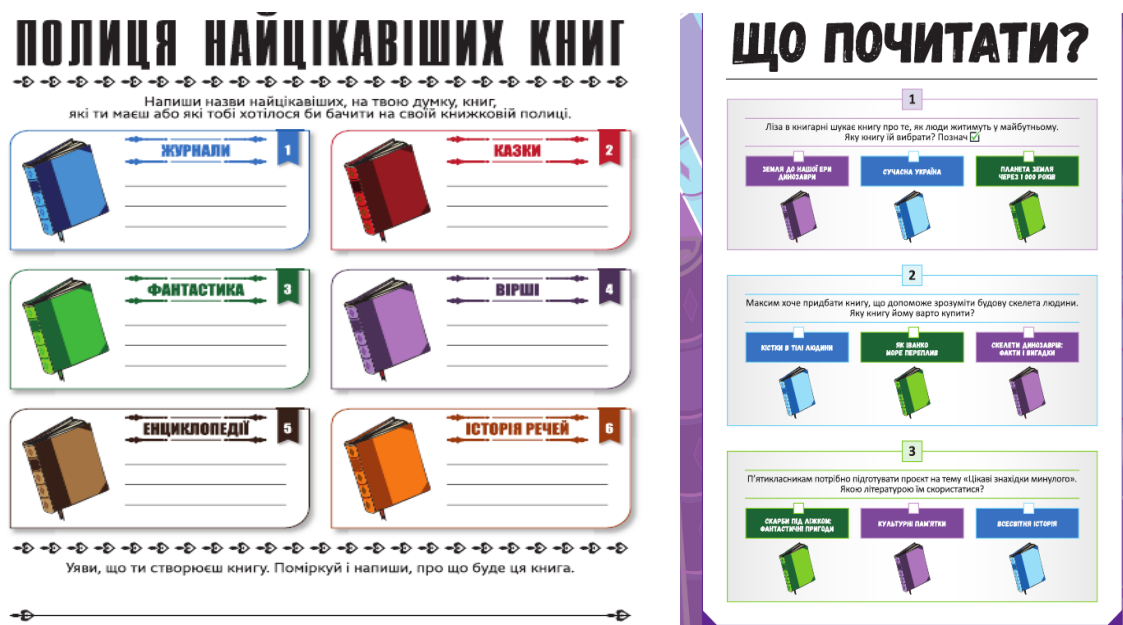 ПОЛИЦЯ НАЙЦІКАВІШИХ КНИГ
Напиши назви найцікавіших, на твою думку, книг,
які ти маєш або які тобі хотілося би бачити на своїй книжковій полиці.
ЖУРНАЛИ 1
КАЗКИ 2
ФАНТАСТИКА 3
ВІРШІ 4
ЕНЦИКЛОПЕДІЇ 5
ІСТОРІЯ РЕЧЕЙ 6
Уяви, що ти створюєш книгу. Поміркуй і напиши, про що буде ця книга.
ЩО ПОЧИТАТИ?
1
Ліза в книгарні шукає книгу про те, як люди житимуть у майбутньому.
Яку книгу їй вибрати? Познач ☑
ЗЕМЛЯ ДО НАШОЇ ЕРИ
ДИНОЗАВРИ
СУЧАСНА УКРАЇНА
ПЛАНЕТА ЗЕМЛЯ
ЧЕРЕЗ 1 000 РОКІВ
2
Максим хоче придбати книгу, що допоможе зрозуміти будову скелета людини.
Яку книгу йому варто купити?
КІСТКИ В ТІЛІ ЛЮДИНИ
ЯК ІВАНКО
МОРЕ ПЕРЕПЛИВ
СКЕЛЕТИ ДИНОЗАВРІВ:
ФАКТИ І ВИГАДКИ
3
П’ятикласникам потрібно підготувати проєкт на тему «Цікаві знахідки минулого».
Якою літературою їм скористатися?
СКАРБИ ПІД ЛІЖКОМ:
ФАНТАСТИЧНІ ПРИГОДИ
КУЛЬТУРНІ ПАМ’ЯТКИ
ВСЕСВІТНЯ ІСТОРІЯ